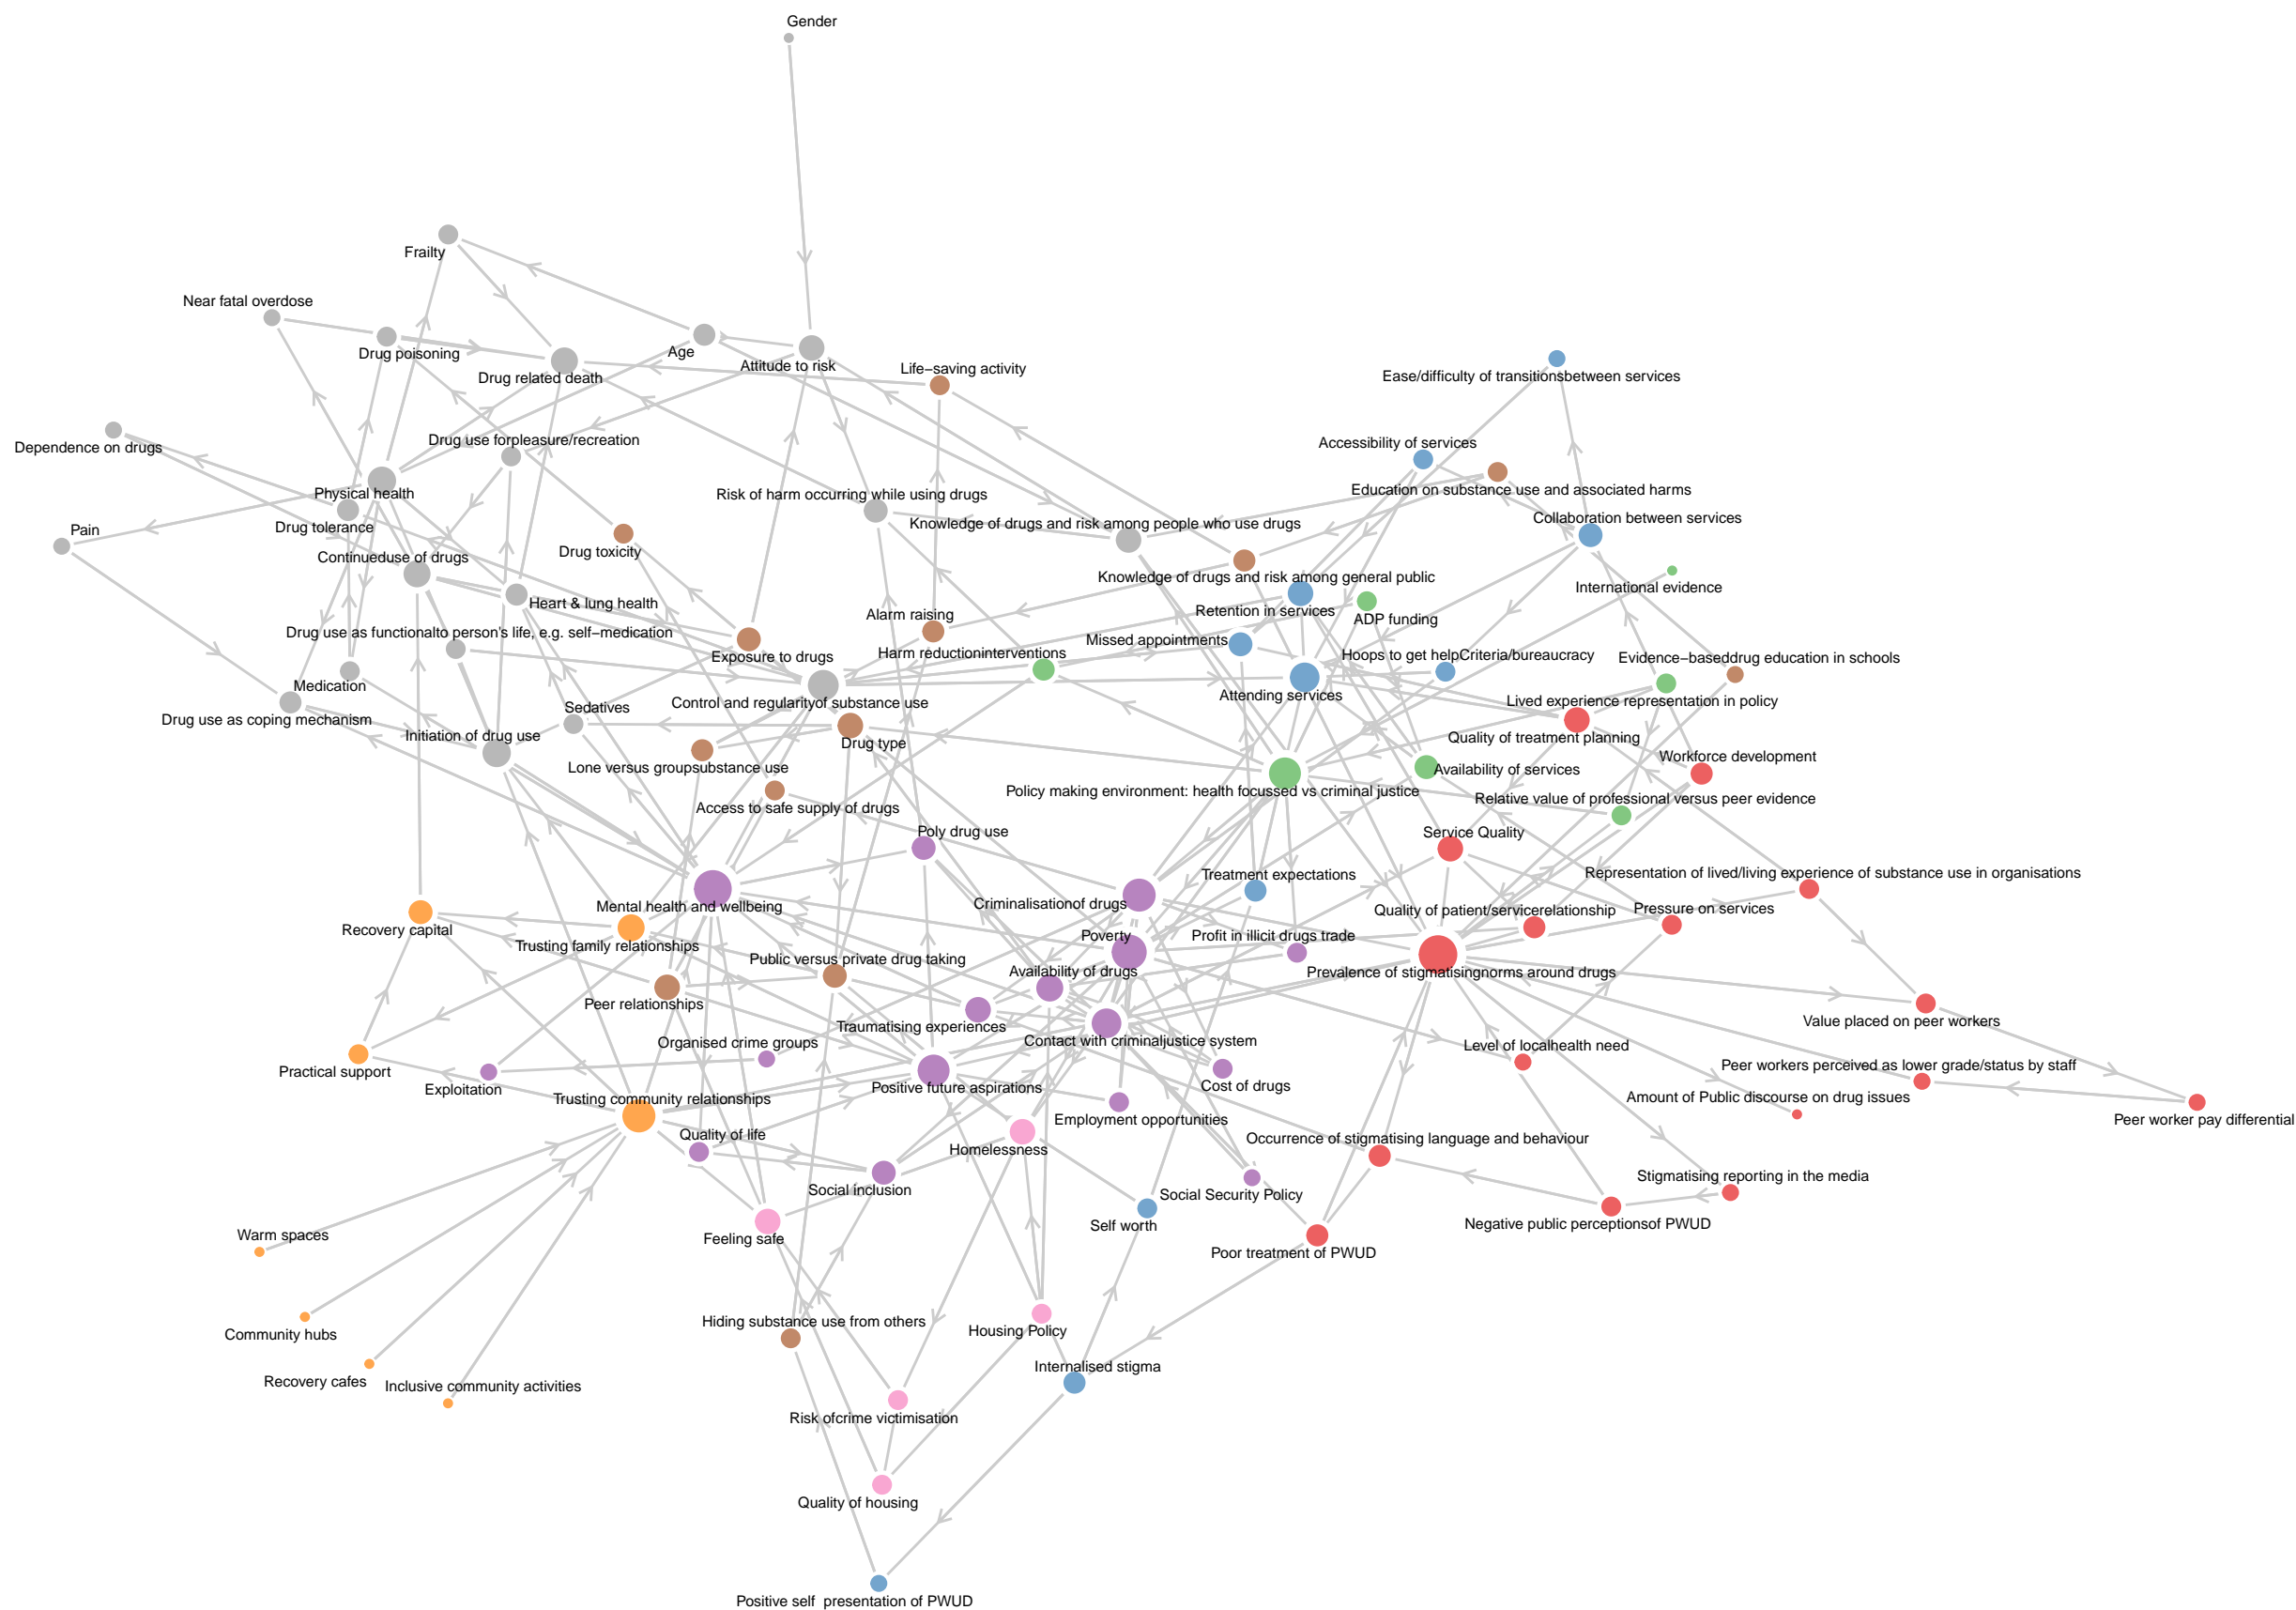 Gender
Frailty
Near fatal overdose
Drug poisoning
Age
Attitude to risk
Drug related death
Life−saving activity
Ease/difficulty of transitionsbetween services
Dependence on drugs
Drug use forpleasure/recreation
Accessibility of services
Physical health
Risk of harm occurring while using drugs
Education on substance use and associated harms
Pain
Drug tolerance
Knowledge of drugs and risk among people who use drugs
Collaboration between services
Continueduse of drugs
Drug toxicity
Knowledge of drugs and risk among general public
International evidence
Heart & lung health
Alarm raising
Retention in services
ADP funding
Drug use as functionalto person's life, e.g. self−medication
Exposure to drugs
Harm reductioninterventions
Missed appointments
Hoops to get helpCriteria/bureaucracy
Evidence−baseddrug education in schools
Medication
Control and regularityof substance use
Attending services
Lived experience representation in policy
Drug use as coping mechanism
Sedatives
Initiation of drug use
Drug type
Quality of treatment planning
Lone versus groupsubstance use
Availability of services
Workforce development
Access to safe supply of drugs
Policy making environment: health focussed vs criminal justice
Relative value of professional versus peer evidence
Poly drug use
Service Quality
Treatment expectations
Representation of lived/living experience of substance use in organisations
Mental health and wellbeing
Criminalisationof drugs
Quality of patient/servicerelationship
Pressure on services
Recovery capital
Trusting family relationships
Poverty
Profit in illicit drugs trade
Public versus private drug taking
Availability of drugs
Prevalence of stigmatisingnorms around drugs
Peer relationships
Traumatising experiences
Value placed on peer workers
Organised crime groups
Contact with criminaljustice system
Level of localhealth need
Practical support
Exploitation
Positive future aspirations
Cost of drugs
Peer workers perceived as lower grade/status by staff
Trusting community relationships
Amount of Public discourse on drug issues
Employment opportunities
Peer worker pay differential
Quality of life
Homelessness
Occurrence of stigmatising language and behaviour
Social inclusion
Social Security Policy
Stigmatising reporting in the media
Warm spaces
Feeling safe
Self worth
Negative public perceptionsof PWUD
Poor treatment of PWUD
Community hubs
Hiding substance use from others
Housing Policy
Recovery cafes
Inclusive community activities
Internalised stigma
Risk ofcrime victimisation
Quality of housing
Positive self  presentation of PWUD